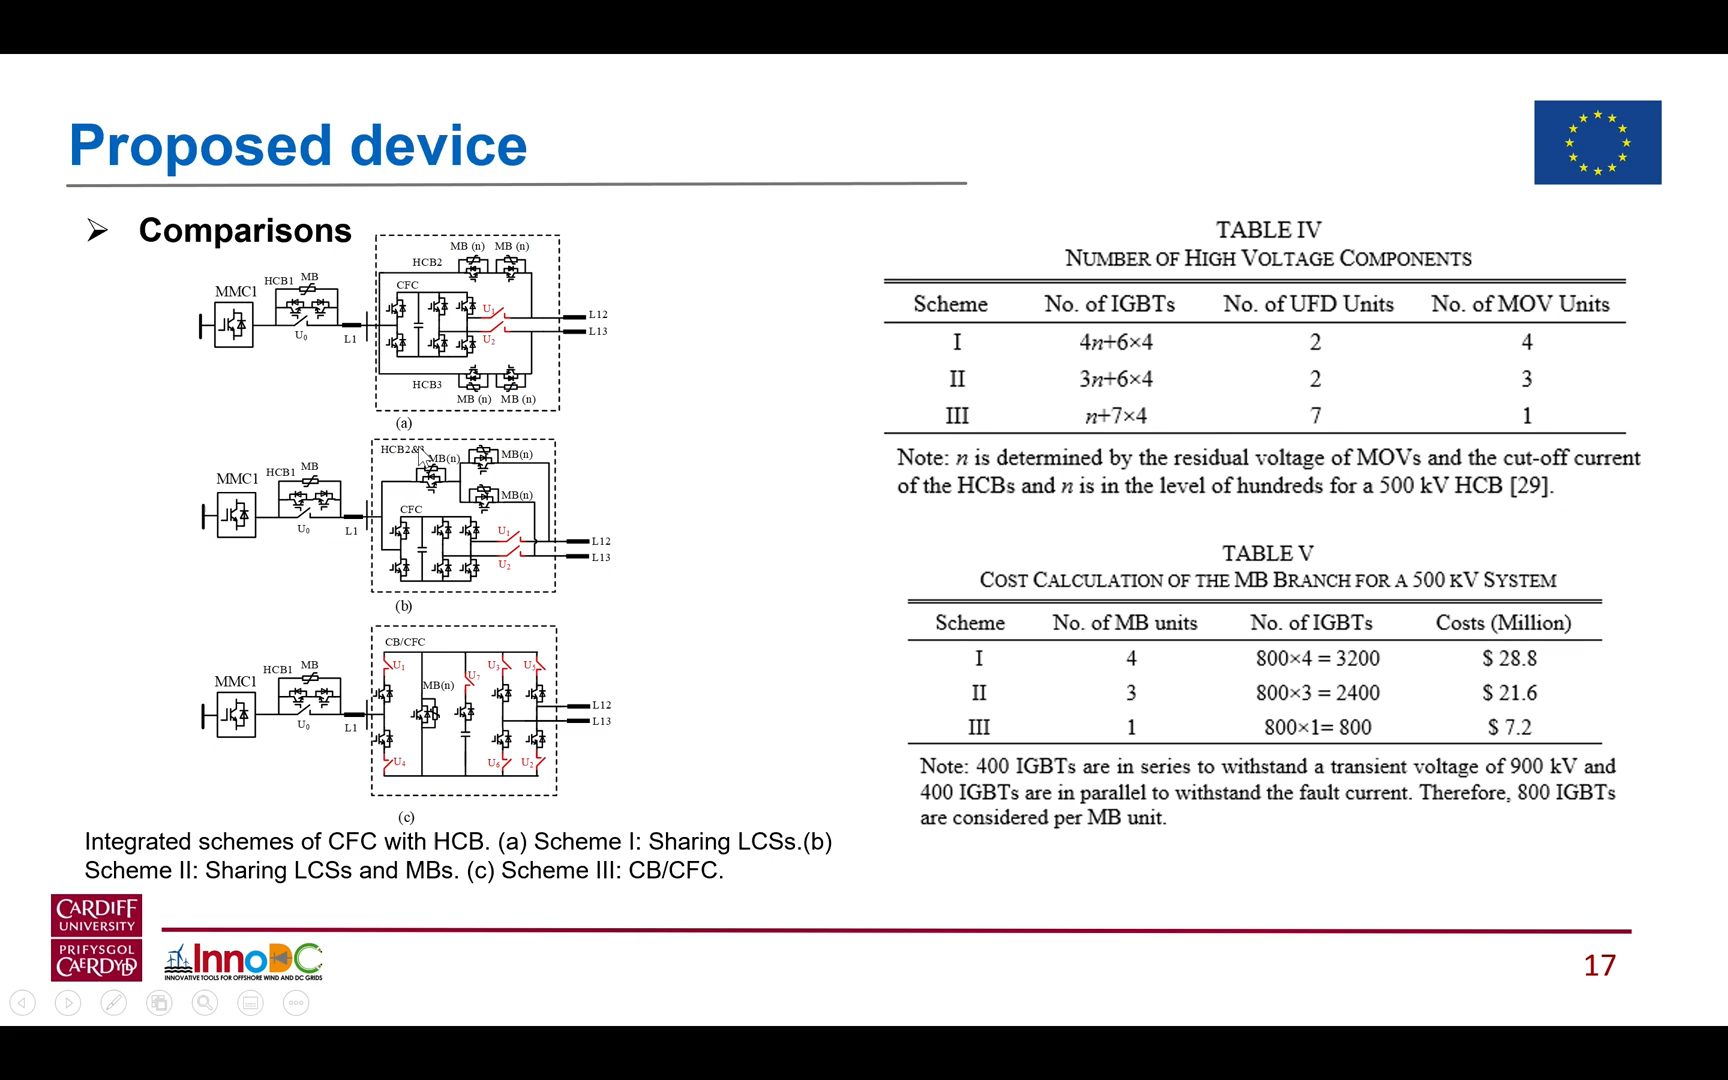 Proposed device
➢ Comparisons
MB (n) MB (n)
HCB2
HCB1 MB
CFC
MMC1
U1
L12
L13
U0
L1
U2
HCB3
MB (n) MB (n)
(a)
HCB2&3
MB(n)
MB(n)
HCB1 MB
MMC1
MB(n)
CFC
U0
L1
U1
L12
L13
U2
(b)
CB/CFC
HCB1 MB
U1
U3
U5
U7
MMC1
MB(n)
L12
L13
U0
L1
U4
U6
U2
(c)
Integrated schemes of CFC with HCB. (a) Scheme I: Sharing LCSs.(b)
Scheme II: Sharing LCSs and MBs. (c) Scheme III: CB/CFC.
TABLE IV
NUMBER OF HIGH VOLTAGE COMPONENTS
Scheme No. of IGBTs No. of UFD Units No. of MOV Units
I 4n+6×4 2 4
II 3n+6×4 2 3
III n+7×4 7 1
Note: n is determined by the residual voltage of MOVs and the cut-off current
of the HCBs and n is in the level of hundreds for a 500 kV HCB [29].
TABLE V
COST CALCULATION OF THE MB BRANCH FOR A 500 KV SYSTEM
Scheme No. of MB units No. of IGBTs Costs (Million)
I 4 800×4 = 3200 $ 28.8
II 3 800×3 = 2400 $ 21.6
III 1 800×1= 800 $ 7.2
Note: 400 IGBTs are in series to withstand a transient voltage of 900 kV and
400 IGBTs are in parallel to withstand the fault current. Therefore, 800 IGBTs
are considered per MB unit.
CARDIFF
UNIVERSITY
PRIFYSGOL
CAERDYDD
InnoDC
INNOVATIVE TOOLS FOR OFFSHORE WIND AND DC GRIDS
17